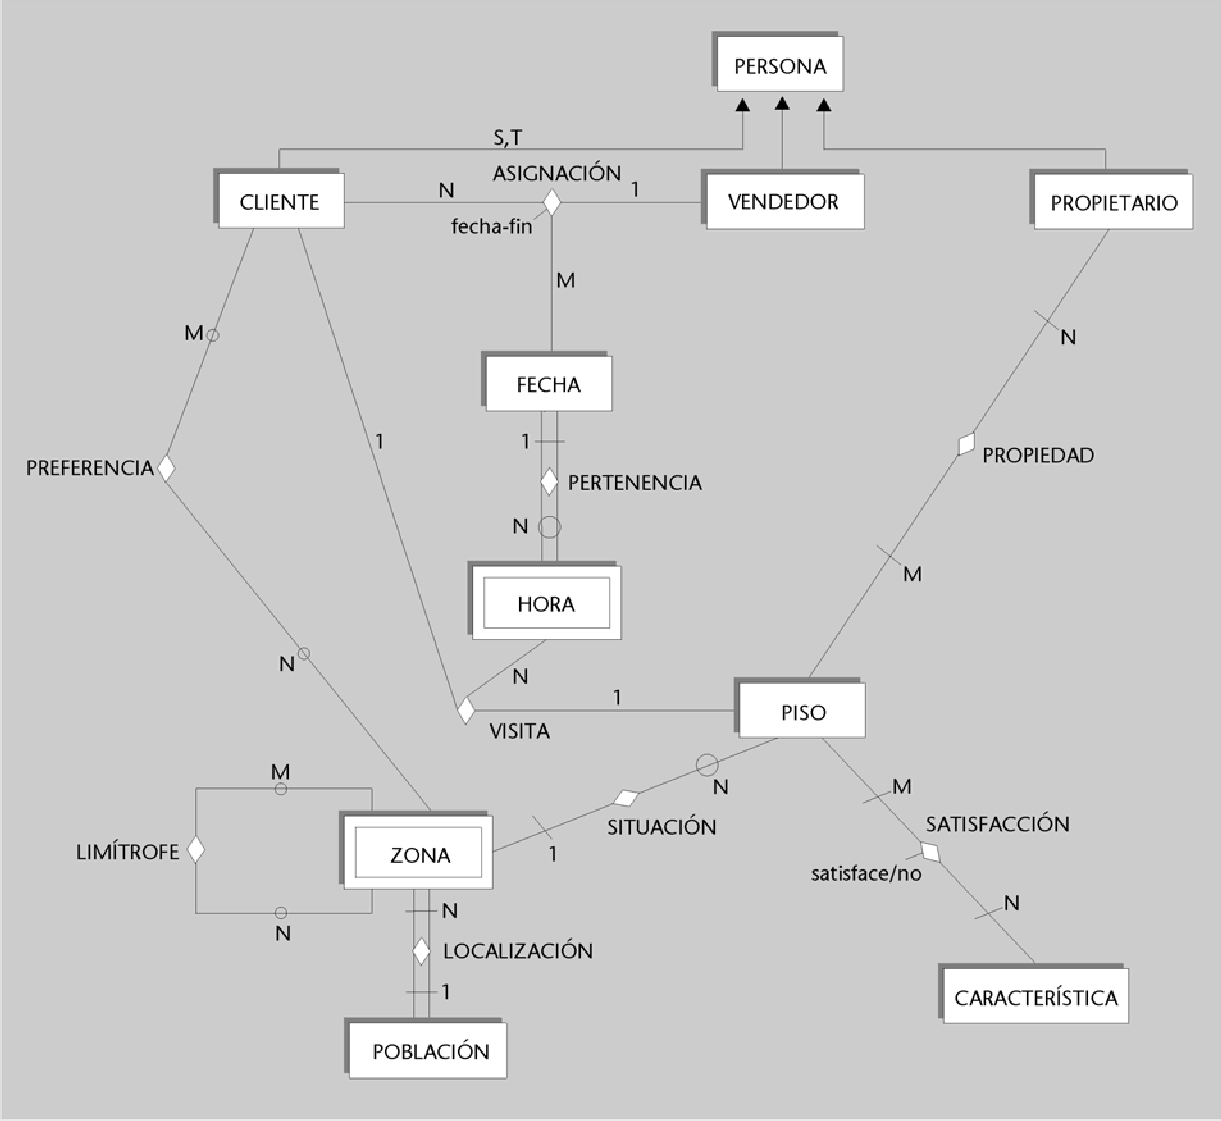 PERSONA
S,T
ASIGNACIÓN
CLIENTE
N
1
VENDEDOR
PROPIETARIO
fecha-fin
M
M
N
FECHA
1
1
PREFERENCIA
PERTENENCIA
PROPIEDAD
N
M
HORA
N
N
1
PISO
VISITA
M
N
M
SITUACIÓN
SATISFACCIÓN
LIMÍTROFE
ZONA
1
satisface/no
N
N
N
LOCALIZACIÓN
1
CARACTERÍSTICA
POBLACIÓN